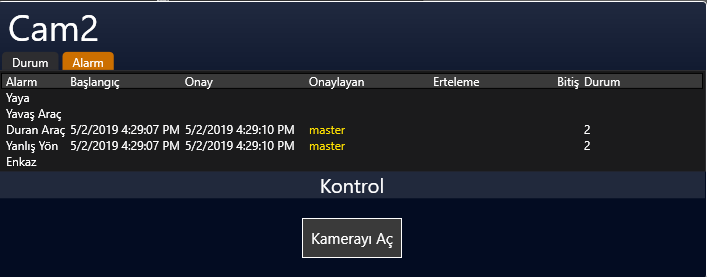 Cam2
Durum Alarm
Alarm Başlangıç Onay Onaylayan Erteleme Bitiş Durum
Yaya
Yavaş Araç
Duran Araç 5/2/2019 4:29:07 PM 5/2/2019 4:29:10 PM master 2
Yanlış Yön 5/2/2019 4:29:07 PM 5/2/2019 4:29:10 PM master 2
Enkaz
Kontrol
Kamerayı Aç